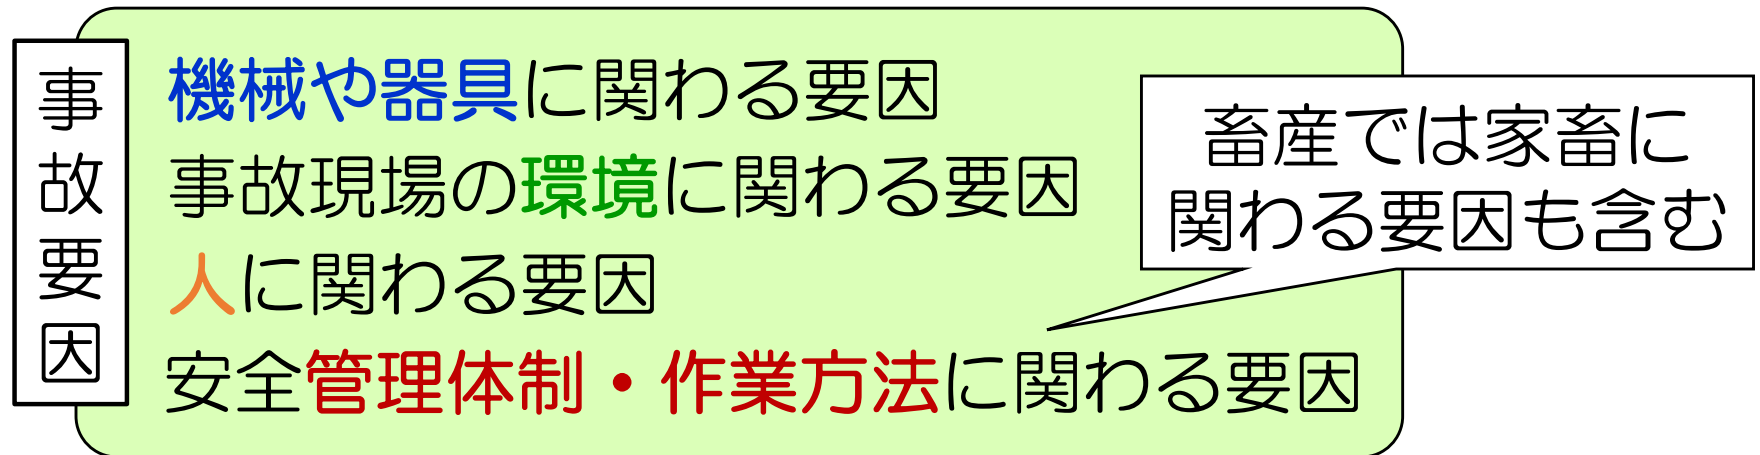 事故要因
機械や器具に関わる要因
事故現場の環境に関わる要因
人に関わる要因
安全管理体制・作業方法に関わる要因
畜産では家畜に
関わる要因も含む